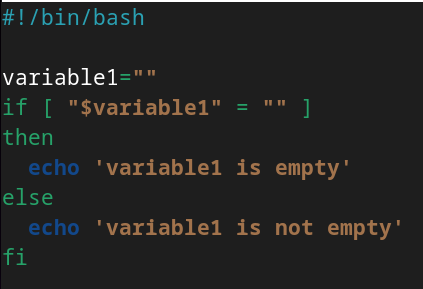 #!/bin/bash

variable1=""
if [ "$variable1" = "" ]
then
  echo 'variable1 is empty'
else
  echo 'variable1 is not empty'
fi